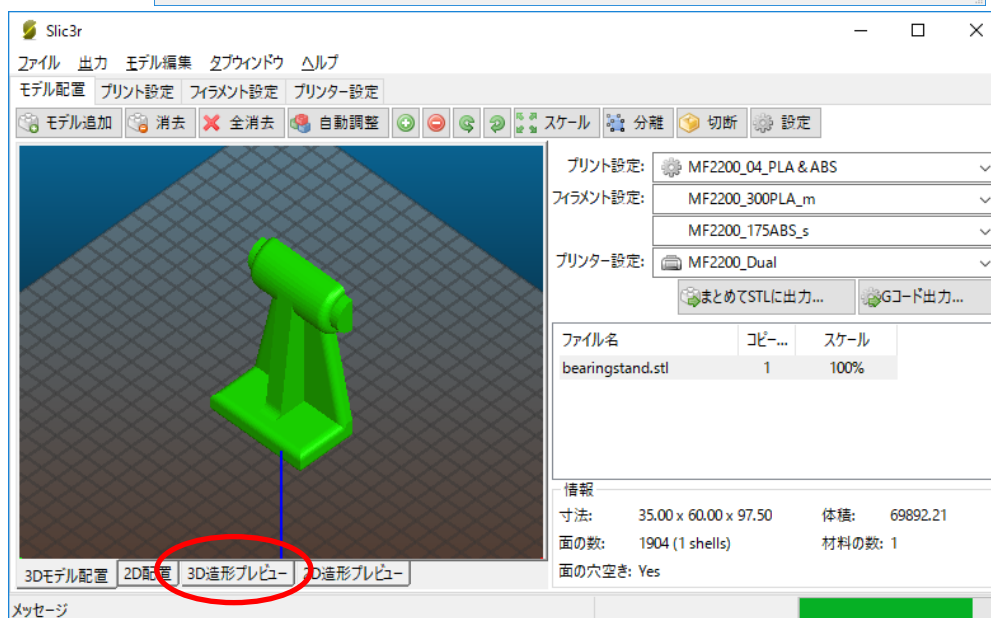 Slic3r
ファイル 出力 モデル編集 タブウィンドウ ヘルプ
モデル配置 プリント設定 フィラメント設定 プリンター設定
モデル追加 消去 全消去 自動調整 スケール 分離 切断 設定
プリント設定: MF2200_04_PLA & ABS
フィラメント設定: MF2200_300PLA_m
MF2200_175ABS_s
プリンター設定: MF2200_Dual
まとめてSTLに出力... Gコード出力...
ファイル名 コピー... スケール
bearingstand.stl 1 100%
情報
寸法: 35.00 x 60.00 x 97.50 体積: 69892.21
面の数: 1904 (1 shells) 材料の数: 1
面の穴空き: Yes
3Dモデル配置 2D配置 3D造形プレビュー 2D造形プレビュー
メッセージ